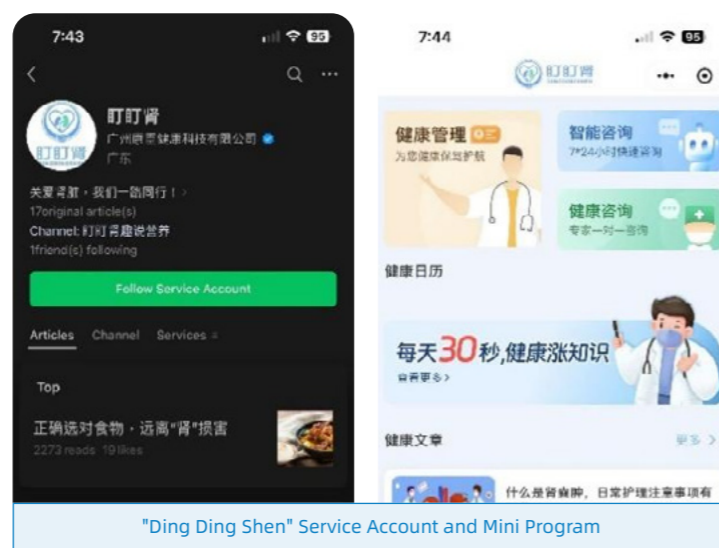 7:43
95
盯盯肾
盯盯肾
广州 健康科技有限公司
广东
关爱肾脏，我们一路同行！ >
17original article(s)
Channel: 盯盯肾趣说营养
1friend(s) following
Follow Service Account
Articles Channel Services
Top
正确选对食物，远离“肾”损害
2273 reads 19 likes
7:44
95
盯盯肾
健康管理
为您健康保驾护航
智能咨询
7*24小时快速咨询
健康咨询
专家一对一咨询
健康日历
每天30秒,健康涨知识
查看更多>
健康文章
更多 >
什么是肾 肿，日常护理注意事项有
"Ding Ding Shen" Service Account and Mini Program